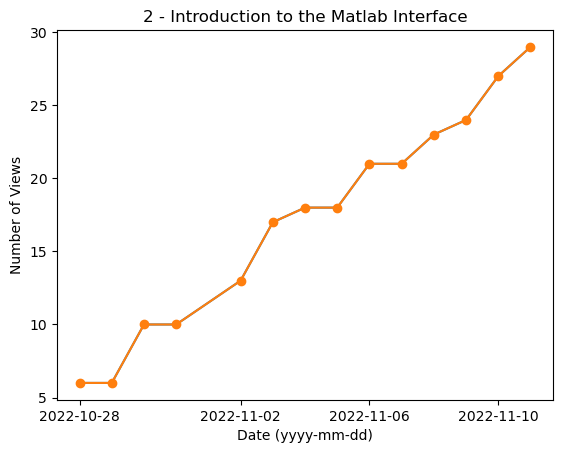 2 - Introduction to the Matlab Interface
30
25
20
15
10
5
Number of Views
2022-10-28 2022-11-02 2022-11-06 2022-11-10
Date (yyyy-mm-dd)